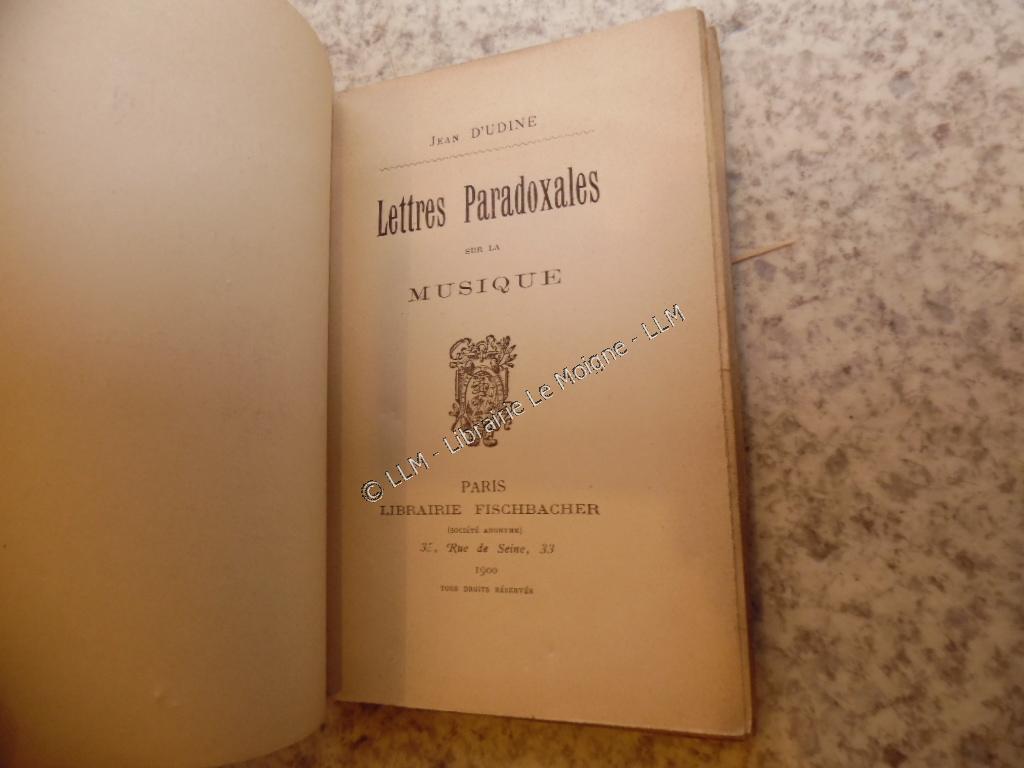 Jean D'UDINE
Lettres Paradoxales
SUR LA
MUSIQUE
PARIS
LIBRAIRIE FISCHBACHER
(SOCIÉTÉ ANONYME)
33, Rue de Seine, 33
1900
TOUS DROITS RÉSERVÉS
© LLM - Librairie Le Moigne - LLM